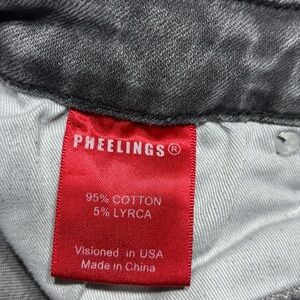 PHEELINGS®
95% COTTON
5% LYRCA
Visioned in USA
Made in China